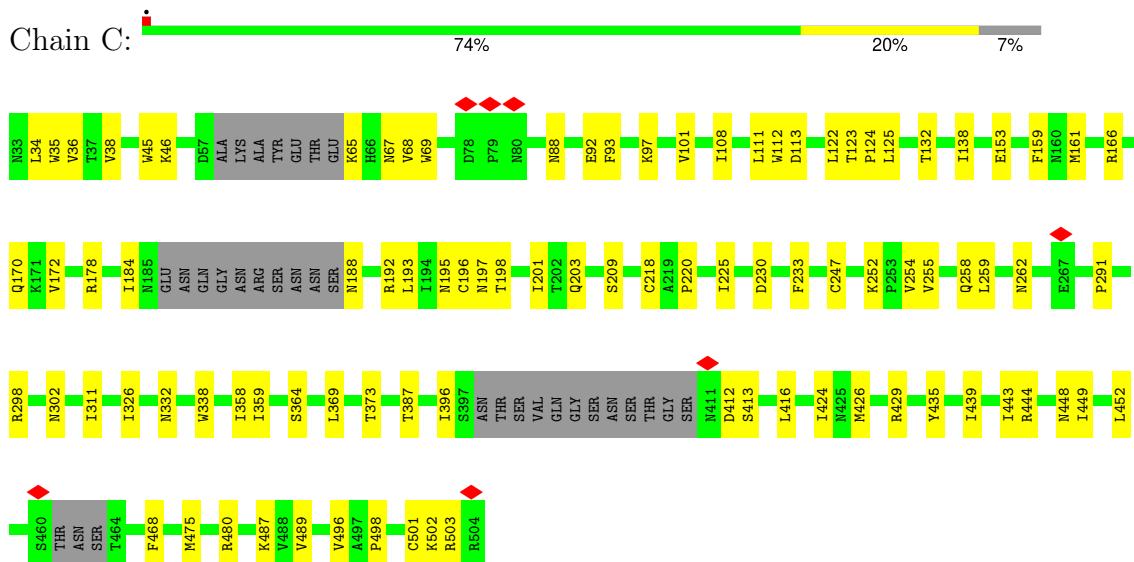 Chain C:
74% 20% 7%
N33 L34 W35 V36 T37 V38 W45 K46 D57 ALA LYS ALA TYR GLU THR GLU K65 H66 N67 V68 W69 D78 P79 N80 N88 E92 F93 K97 V101 I108 L111 W112 D113 L122 T123 P124 L125 T132 I138 E153 F159 N160 M161 R166
Q170 K171 V172 R178 I184 N185 GLU ASN GLN GLY ASN ARG SER ASN ASN SER N188 R192 L193 I194 N195 C196 N197 T198 I201 T202 Q203 S209 C218 A219 P220 I225 D230 F233 C247 K252 P253 V254 V255 Q258 L259 N262 E267 P291
R298 N302 I311 I326 N332 W338 I358 I359 S364 L369 T373 T387 I396 S397 ASN THR SER VAL GLN GLY SER ASN SER THR GLY SER N411 D412 S413 L416 I424 N425 M426 R429 Y435 I439 I443 R444 N448 I449 L452
S460 THR ASN SER T464 F468 M475 R480 K487 V488 V489 V496 A497 P498 C501 K502 R503 R504